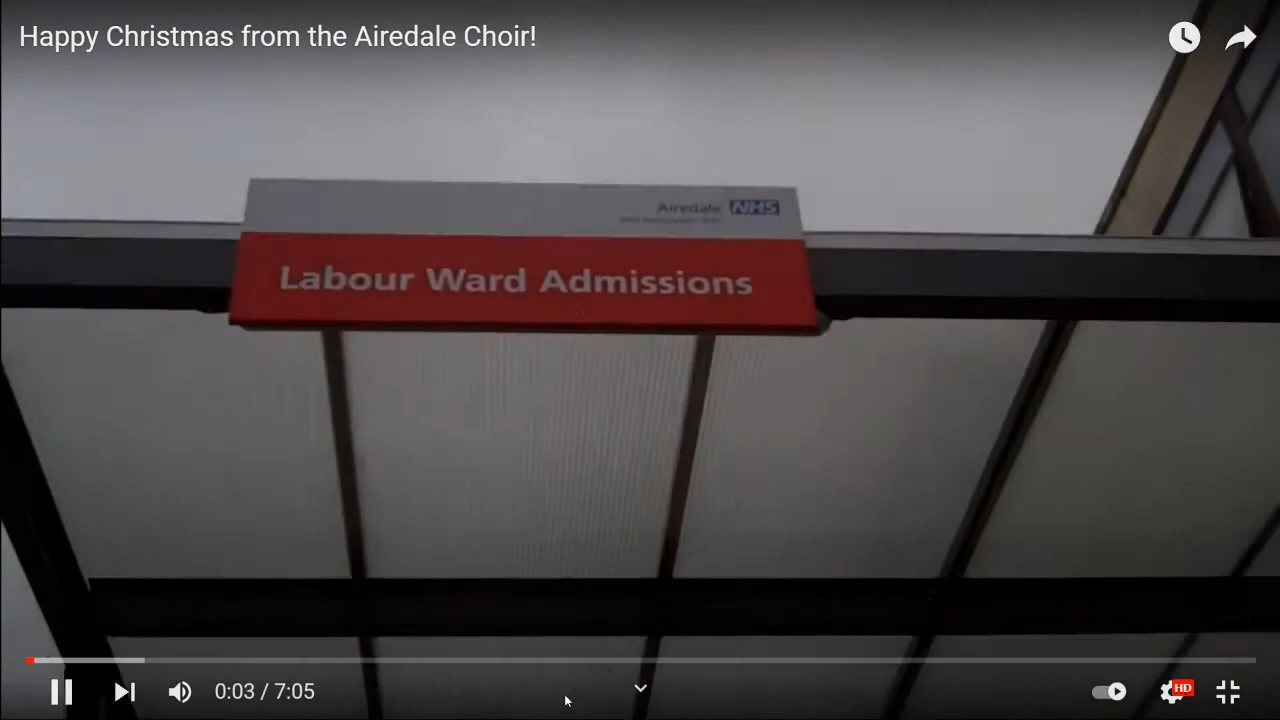 Happy Christmas from the Airedale Choir!
Airedale NHS
Labour Ward Admissions
0:03 / 7:05
HD